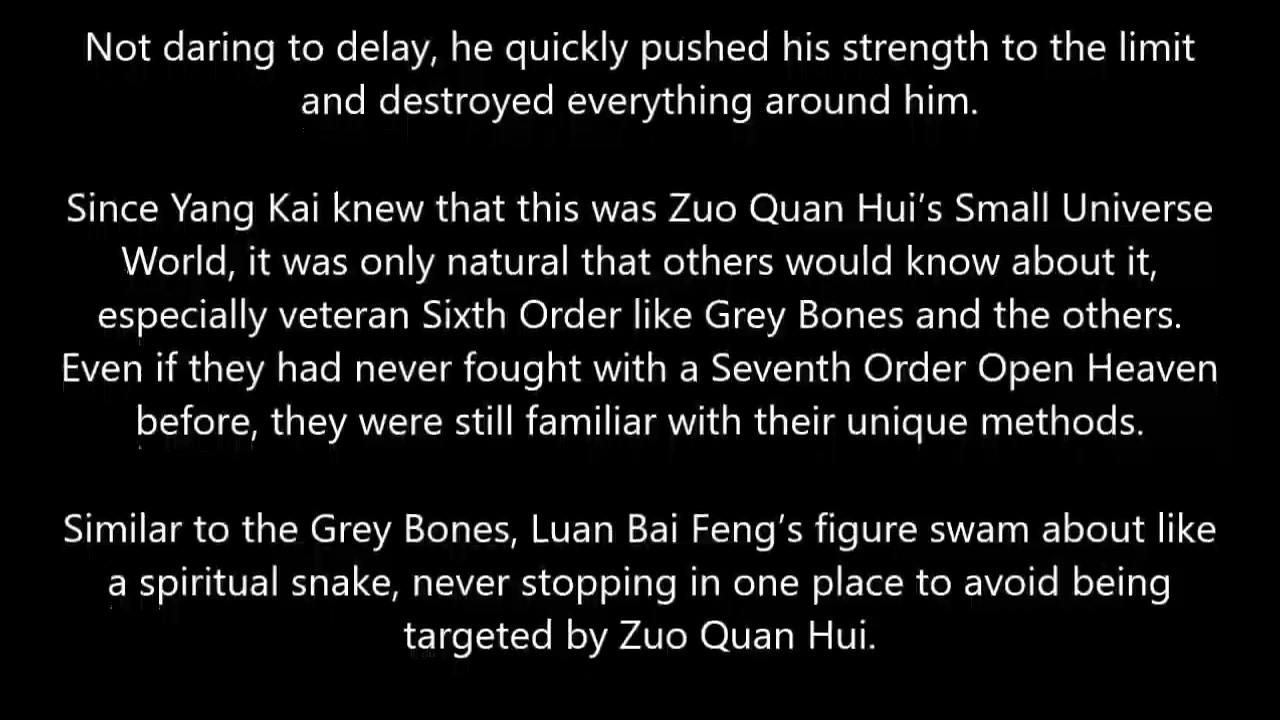 Not daring to delay, he quickly pushed his strength to the limit
and destroyed everything around him.
Since Yang Kai knew that this was Zuo Quan Hui’s Small Universe
World, it was only natural that others would know about it,
especially veteran Sixth Order like Grey Bones and the others.
Even if they had never fought with a Seventh Order Open Heaven
before, they were still familiar with their unique methods.
Similar to the Grey Bones, Luan Bai Feng’s figure swam about like
a spiritual snake, never stopping in one place to avoid being
targeted by Zuo Quan Hui.